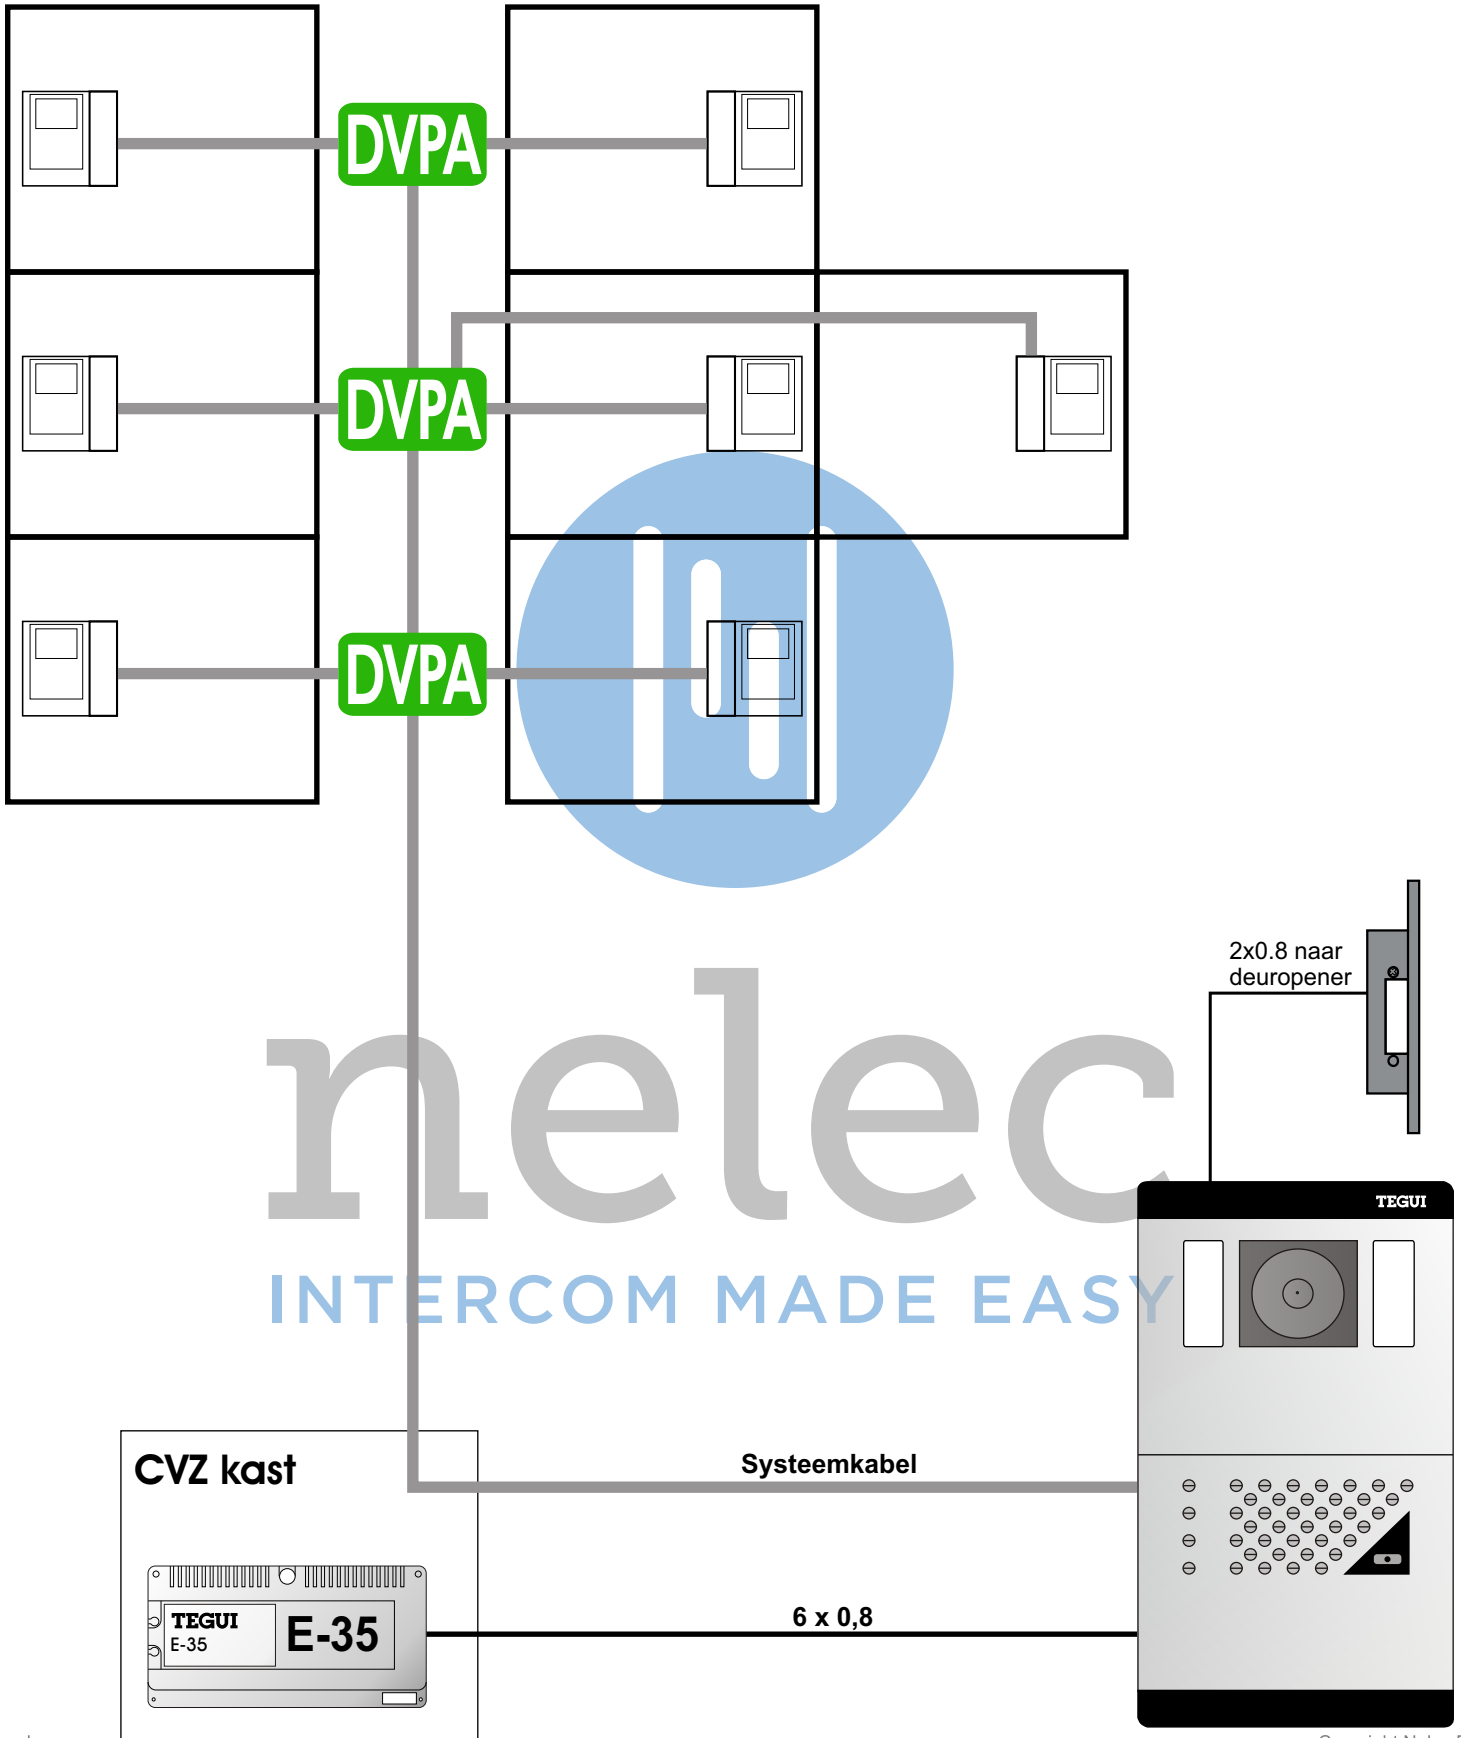 DVPA
DVPA
DVPA
2x0.8 naar
deuropener
nelec
INTERCOM MADE EASY
TEGUI
CVZ kast
Systeemkabel
TEGUI
E-35
E-35
6 x 0,8